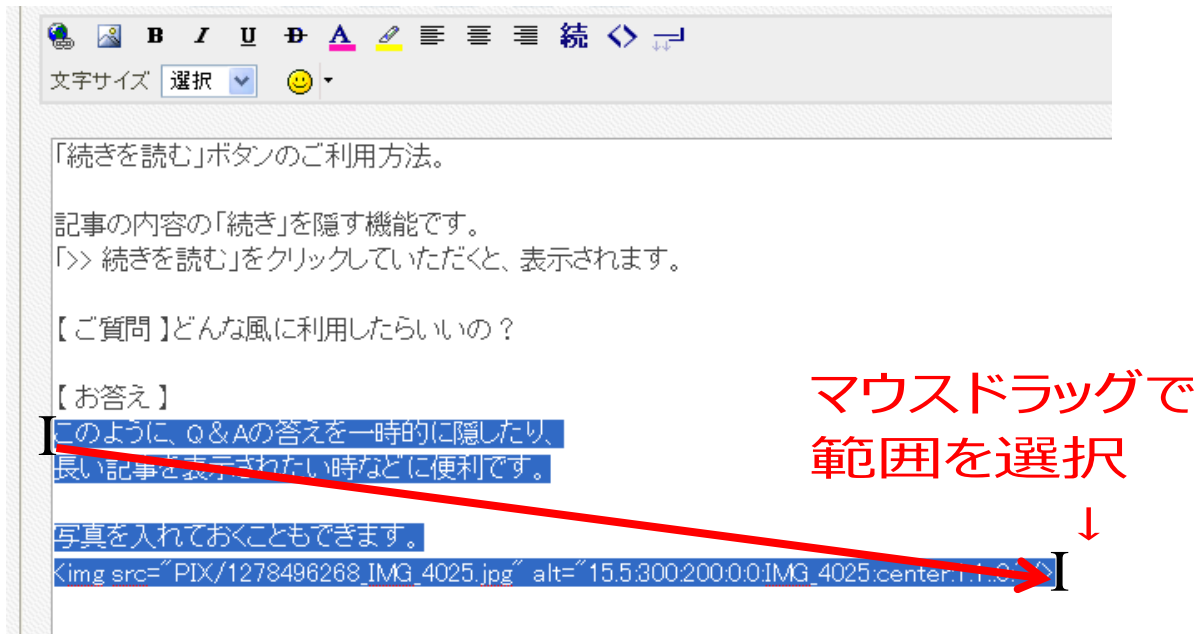 B I U D A 続 <>
文字サイズ 選択
「続きを読む」ボタンのご利用方法。
記事の内容の「続き」を隠す機能です。
「>> 続きを読む」をクリックしていただくと、表示されます。
【 ご質問 】どんな風に利用したらいいの？
【 お答え 】
このように、Q＆Aの答えを一時的に隠したり、
長い記事を表示されたい時などに便利です。
写真を入れておくこともできます。
<img src="PIX/1278496268_IMG_4025.jpg" alt="15.5:300:200:0:0:IMG_4025:center:1:1::0:" />
マウスドラッグで
範囲を選択
↓